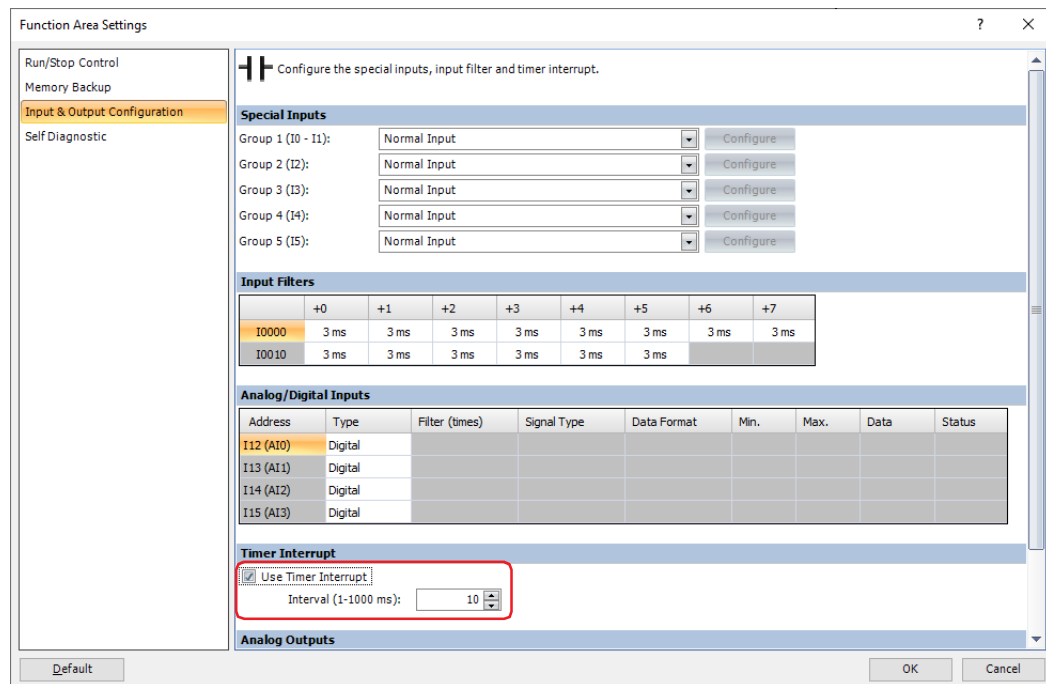 Function Area Settings ? ×
Run/Stop Control
Memory Backup
Input & Output Configuration
Self Diagnostic
Configure the special inputs, input filter and timer interrupt.
Special Inputs
Group 1 (I0 - I1): Normal Input Configure
Group 2 (I2): Normal Input Configure
Group 3 (I3): Normal Input Configure
Group 4 (I4): Normal Input Configure
Group 5 (I5): Normal Input Configure
Input Filters
+0 +1 +2 +3 +4 +5 +6 +7
I0000 3 ms 3 ms 3 ms 3 ms 3 ms 3 ms 3 ms 3 ms
I0010 3 ms 3 ms 3 ms 3 ms 3 ms 3 ms
Analog/Digital Inputs
Address Type Filter (times) Signal Type Data Format Min. Max. Data Status
I12 (AI0) Digital
I13 (AI1) Digital
I14 (AI2) Digital
I15 (AI3) Digital
Timer Interrupt
Use Timer Interrupt
Interval (1-1000 ms): 10
Analog Outputs
Default OK Cancel